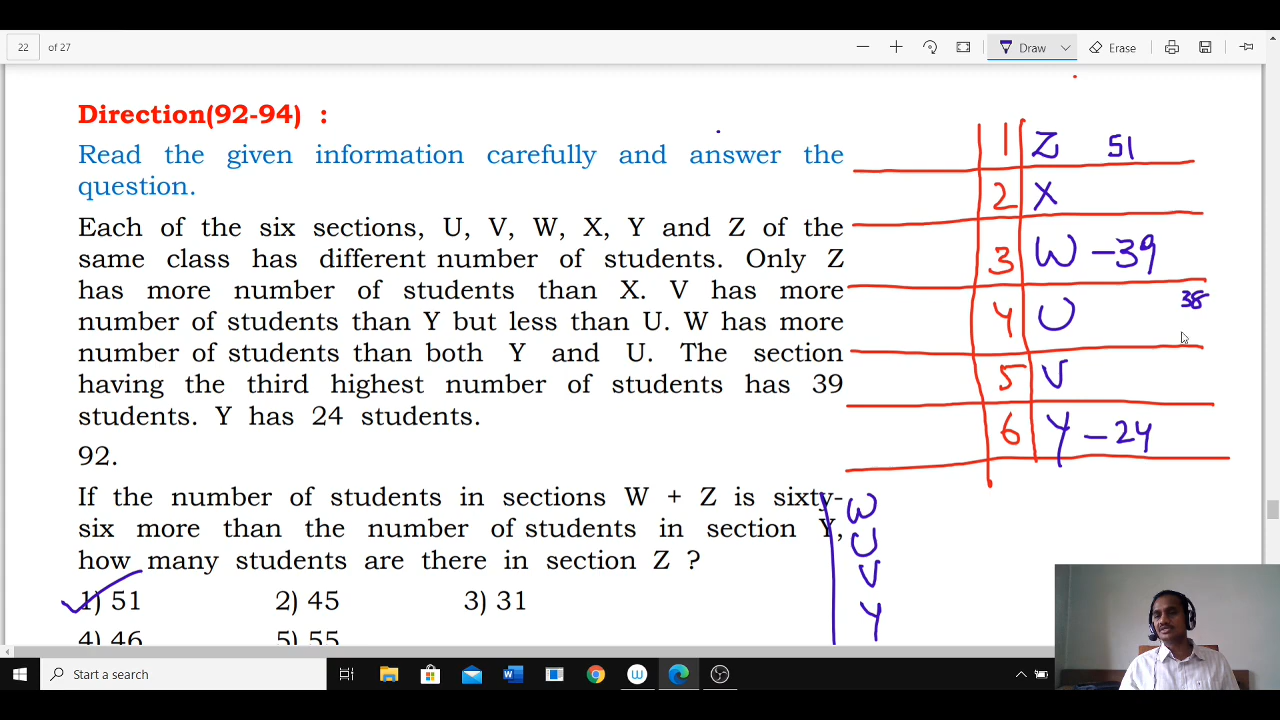 22 of 27
Draw
Erase
Direction(92-94) :
Read the given information carefully and answer the
question.
Each of the six sections, U, V, W, X, Y and Z of the
same class has different number of students. Only Z
has more number of students than X. V has more
number of students than Y but less than U. W has more
number of students than both Y and U. The section
having the third highest number of students has 39
students. Y has 24 students.
92.
If the number of students in sections W + Z is sixty-
six more than the number of students in section Y,
how many students are there in section Z ?
1) 51 2) 45 3) 31
4) 46 5) 55
1 Z 51
2 X
3 W - 39
4 U 38
5 V
6 Y - 24
W
U
V
Y
Start a search